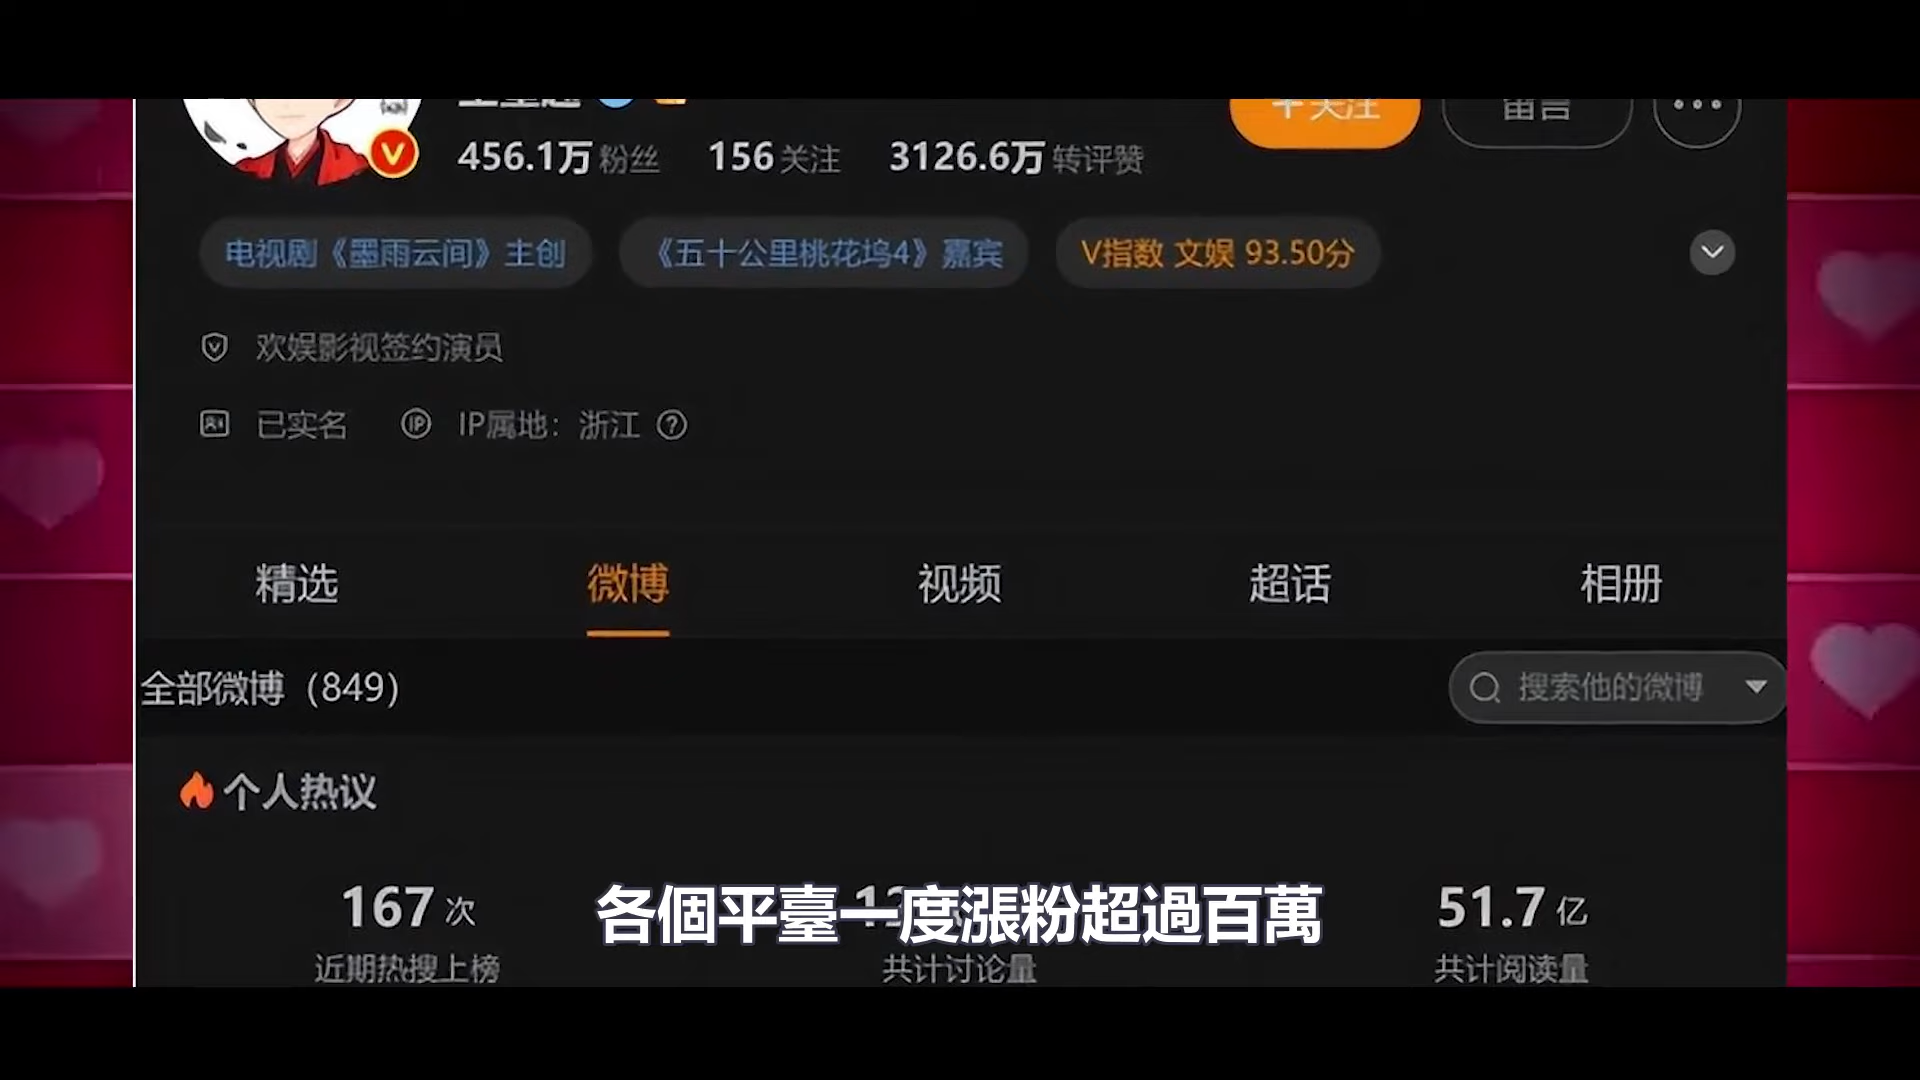 456.1万粉丝 156关注 3126.6万转评赞
+关注 留言
电视剧《墨雨云间》主创 《五十公里桃花坞4》嘉宾 V指数 文娱 93.50分
欢娱影视签约演员
已实名 IP IP属地：浙江
精选 微博 视频 超话 相册
全部微博（849）
搜索他的微博
个人热议
167次 51.7亿
各個平臺一度漲粉超過百萬
近期热搜上榜 共计讨论量 共计阅读量